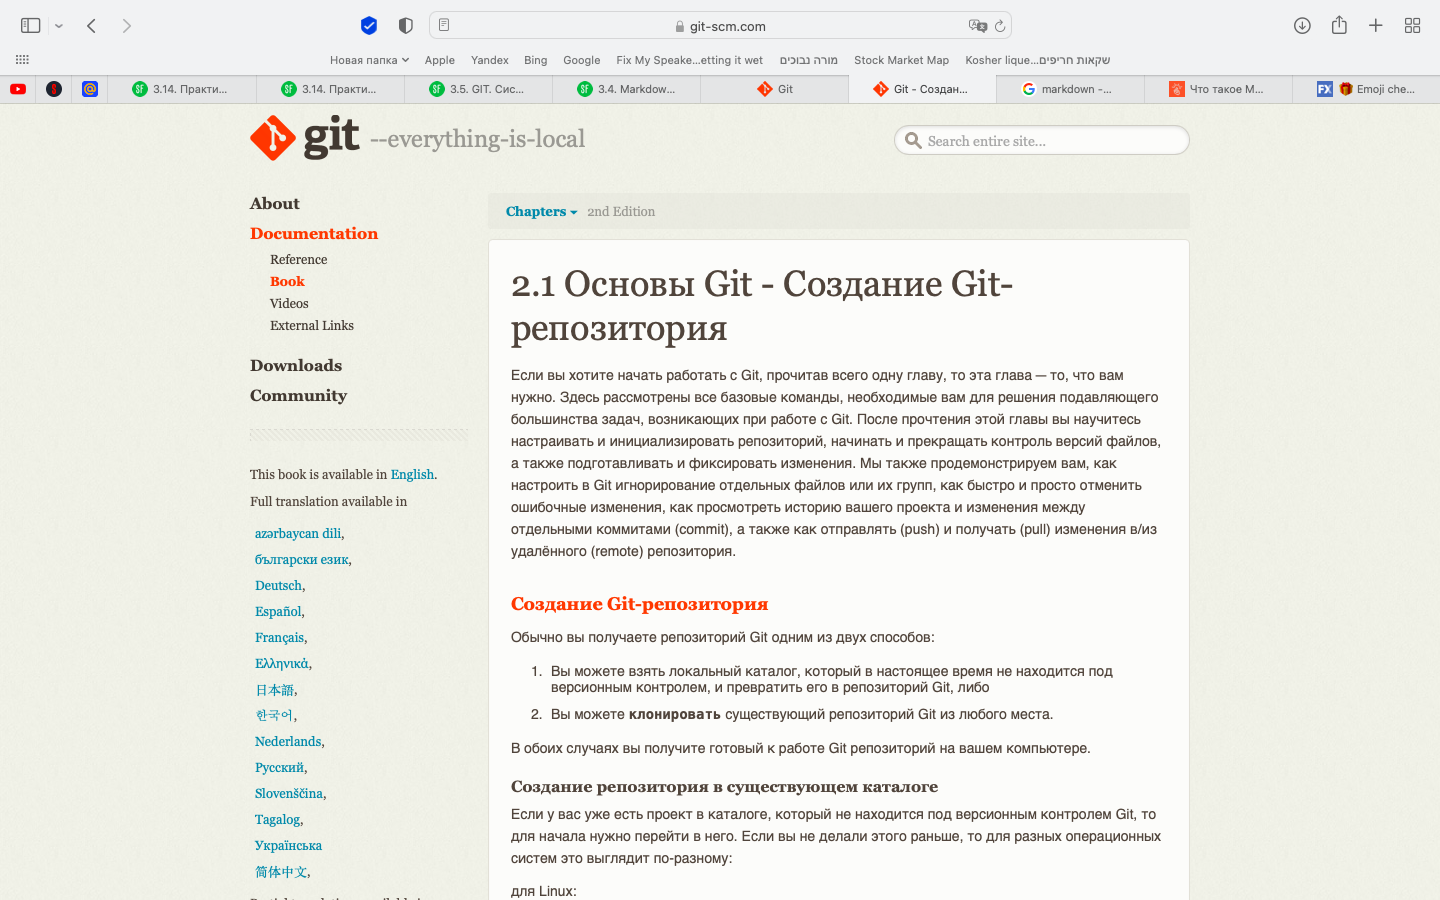 git-scm.com
Новая папка
Apple
Yandex
Bing
Google
Fix My Speake...etting it wet
מורה נבוכים
Stock Market Map
Kosher lique...שקאות חריפים
3.14. Практи...
3.14. Практи...
3.5. GIT. Сис...
3.4. Markdow...
Git
Git - Создан...
markdown -...
Что такое M...
FX
Emoji che...
git --everything-is-local
Search entire site...
About
Documentation
Reference
Book
Videos
External Links
Downloads
Community
This book is available in English.
Full translation available in
azərbaycan dili,
български език,
Deutsch,
Español,
Français,
Ελληνικά,
日本語,
한국어,
Nederlands,
Русский,
Slovenščina,
Tagalog,
Українська
简体中文,
Chapters 2nd Edition
2.1 Основы Git - Создание Git-
репозитория
Если вы хотите начать работать с Git, прочитав всего одну главу, то эта глава — то, что вам
нужно. Здесь рассмотрены все базовые команды, необходимые вам для решения подавляющего
большинства задач, возникающих при работе с Git. После прочтения этой главы вы научитесь
настраивать и инициализировать репозиторий, начинать и прекращать контроль версий файлов,
а также подготавливать и фиксировать изменения. Мы также продемонстрируем вам, как
настроить в Git игнорирование отдельных файлов или их групп, как быстро и просто отменить
ошибочные изменения, как просмотреть историю вашего проекта и изменения между
отдельными коммитами (commit), а также как отправлять (push) и получать (pull) изменения в/из
удалённого (remote) репозитория.
Создание Git-репозитория
Обычно вы получаете репозиторий Git одним из двух способов:
1. Вы можете взять локальный каталог, который в настоящее время не находится под
версионным контролем, и превратить его в репозиторий Git, либо
2. Вы можете клонировать существующий репозиторий Git из любого места.
В обоих случаях вы получите готовый к работе Git репозиторий на вашем компьютере.
Создание репозитория в существующем каталоге
Если у вас уже есть проект в каталоге, который не находится под версионным контролем Git, то
для начала нужно перейти в него. Если вы не делали этого раньше, то для разных операционных
систем это выглядит по-разному:
для Linux: